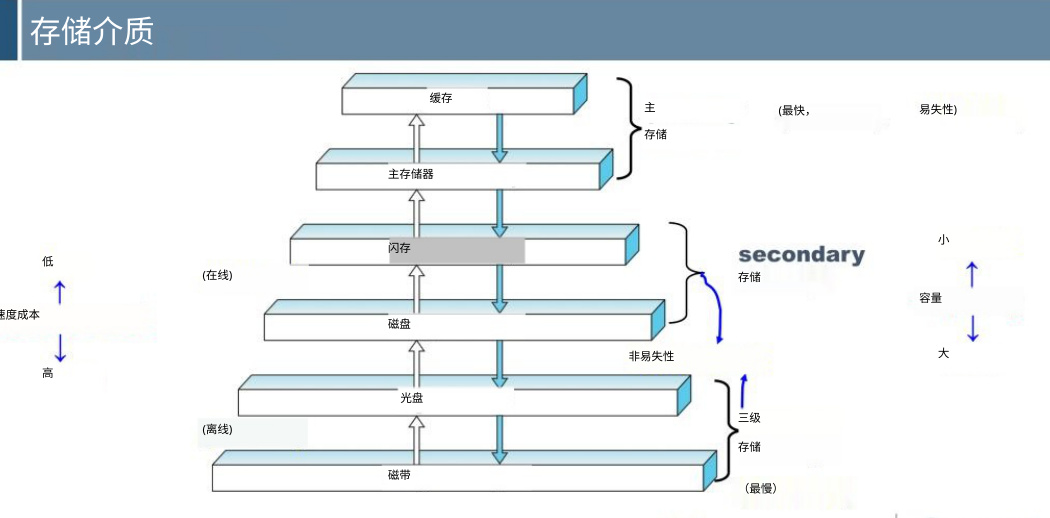 存储介质
缓存
主
存储
(最快，
易失性)
主存储器
闪存
(在线)
secondary
存储
低
速度成本
高
小
容量
大
磁盘
非易失性
光盘
(离线)
三级
存储
磁带
（最慢）